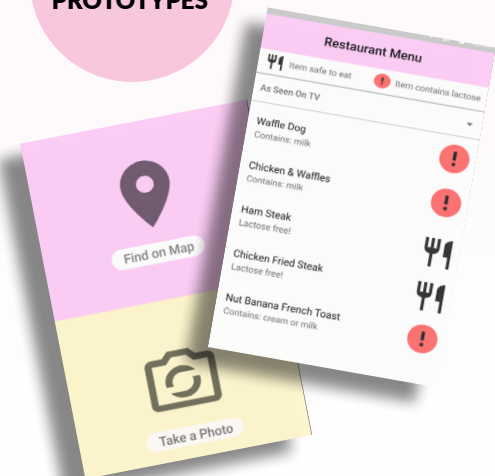 PROTOTYPES
Restaurant Menu
Item safe to eat
! Item contains lactose
As Seen On TV
Waffle Dog
Contains: milk
!
Chicken & Waffles
Contains: milk
!
Ham Steak
Lactose free!
Chicken Fried Steak
Lactose free!
Nut Banana French Toast
Contains: cream or milk
!
Find on Map
Take a Photo